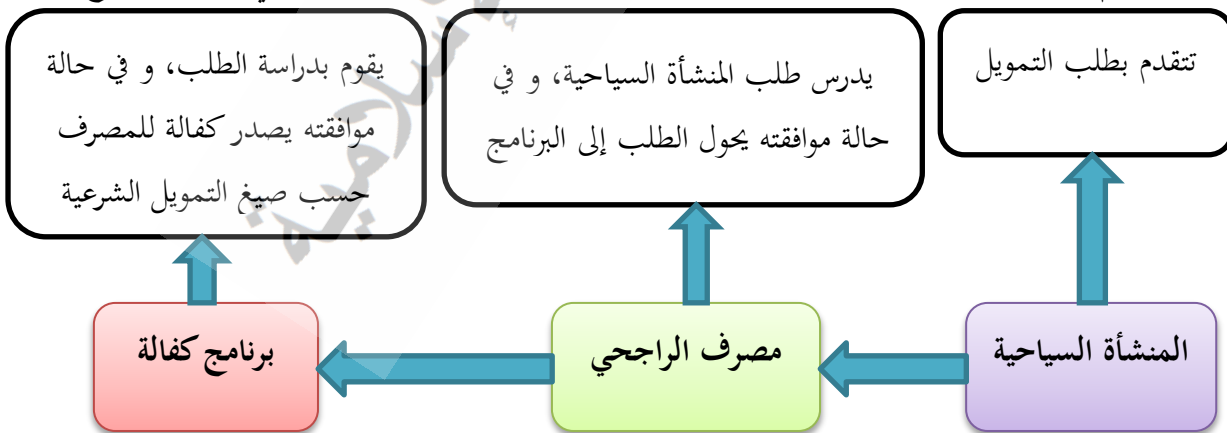 تتقدم بطلب التمويل
يدرس طلب المنشأة السياحية، و في
حالة موافقته يحول الطلب إلى البرنامج
يقوم بدراسة الطلب، و في حالة
موافقته يصدر كفالة للمصرف
حسب صيغ التمويل الشرعية
المنشأة السياحية
مصرف الراجحي
برنامج كفالة